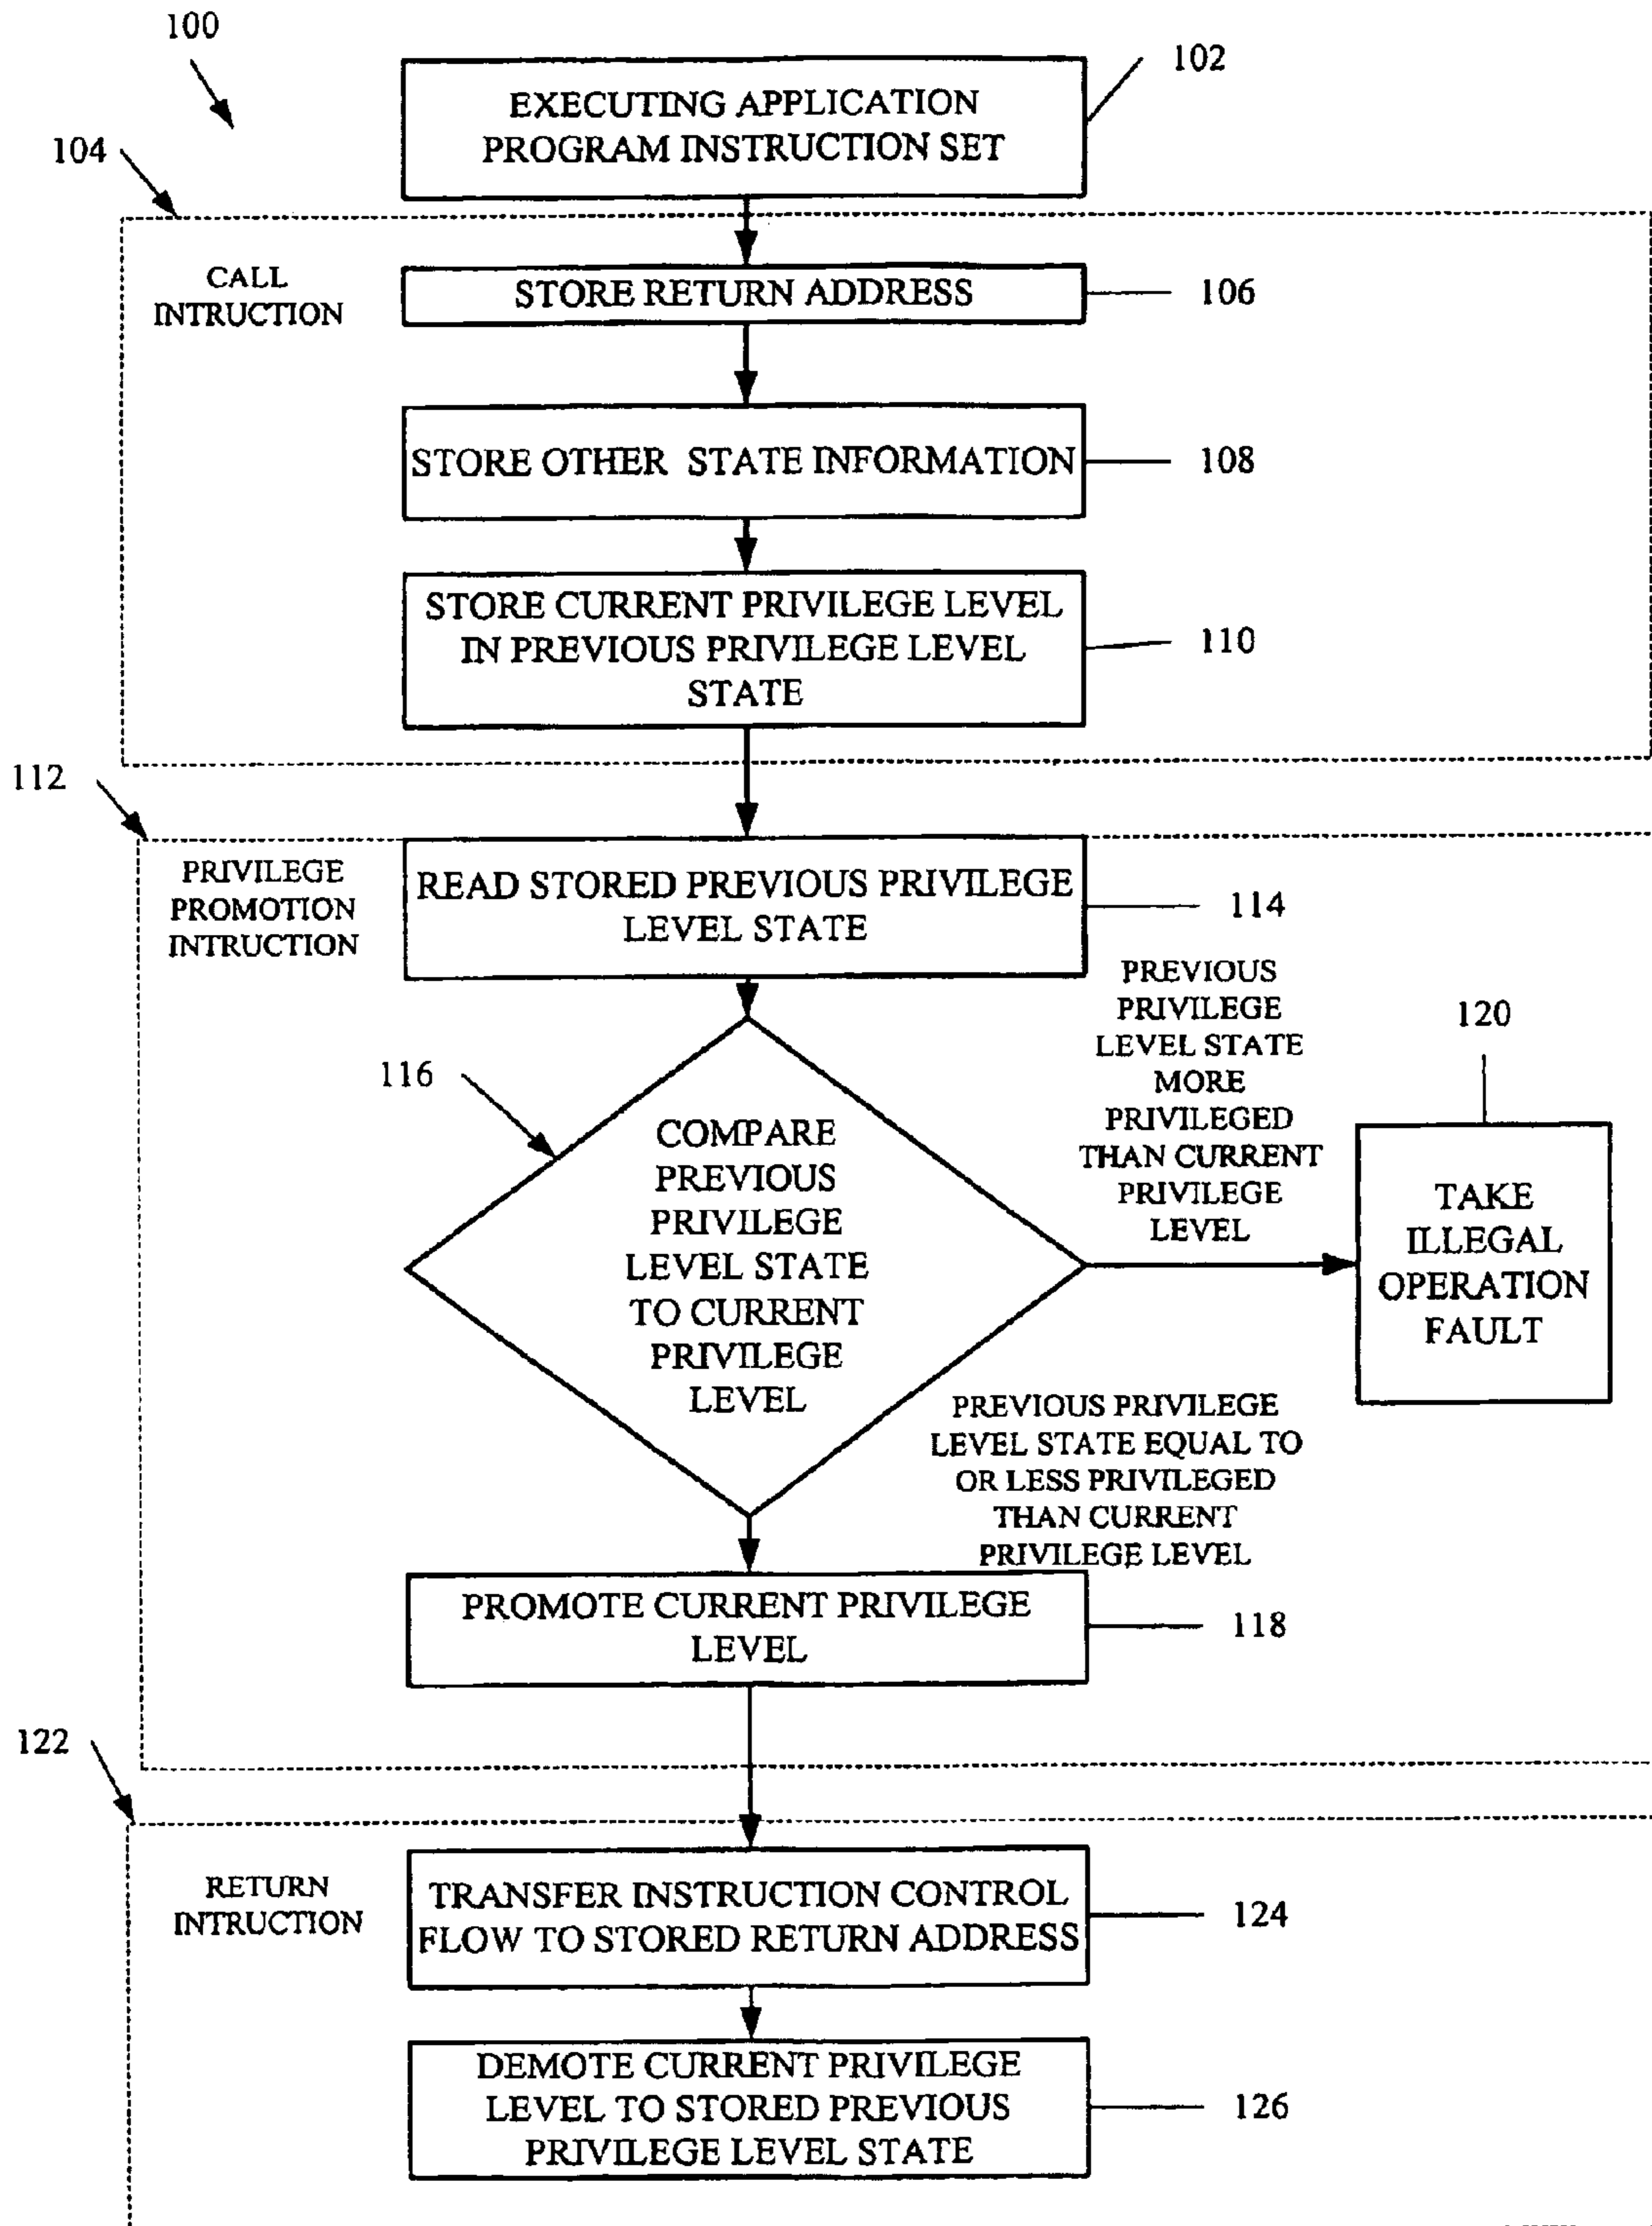 100
102
EXECUTING APPLICATION
PROGRAM INSTRUCTION SET
104
CALL
INTRUCTION
STORE RETURN ADDRESS
106
STORE OTHER STATE INFORMATION
108
STORE CURRENT PRIVILEGE LEVEL
IN PREVIOUS PRIVILEGE LEVEL
STATE
110
112
PRIVILEGE
PROMOTION
INTRUCTION
READ STORED PREVIOUS PRIVILEGE
LEVEL STATE
114
116
COMPARE
PREVIOUS
PRIVILEGE
LEVEL STATE
TO CURRENT
PRIVILEGE
LEVEL
PREVIOUS
PRIVILEGE
LEVEL STATE
MORE
PRIVILEGED
THAN CURRENT
PRIVILEGE
LEVEL
120
TAKE
ILLEGAL
OPERATION
FAULT
PREVIOUS PRIVILEGE
LEVEL STATE EQUAL TO
OR LESS PRIVILEGED
THAN CURRENT
PRIVILEGE LEVEL
PROMOTE CURRENT PRIVILEGE
LEVEL
118
122
RETURN
INTRUCTION
TRANSFER INSTRUCTION CONTROL
FLOW TO STORED RETURN ADDRESS
124
DEMOTE CURRENT PRIVILEGE
LEVEL TO STORED PREVIOUS
PRIVILEGE LEVEL STATE
126